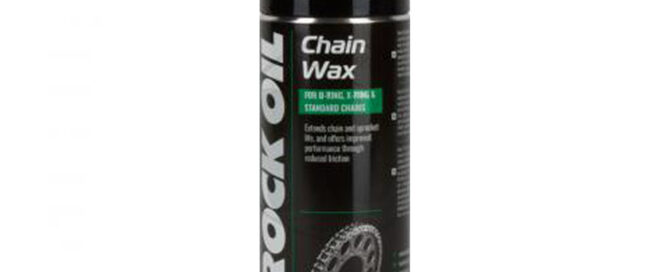 ROCK OIL
Chain
Wax
FOR O-RING, X-RING &
STANDARD CHAINS
Extends chain and sprocket
life, and offers improved
performance through
reduced friction